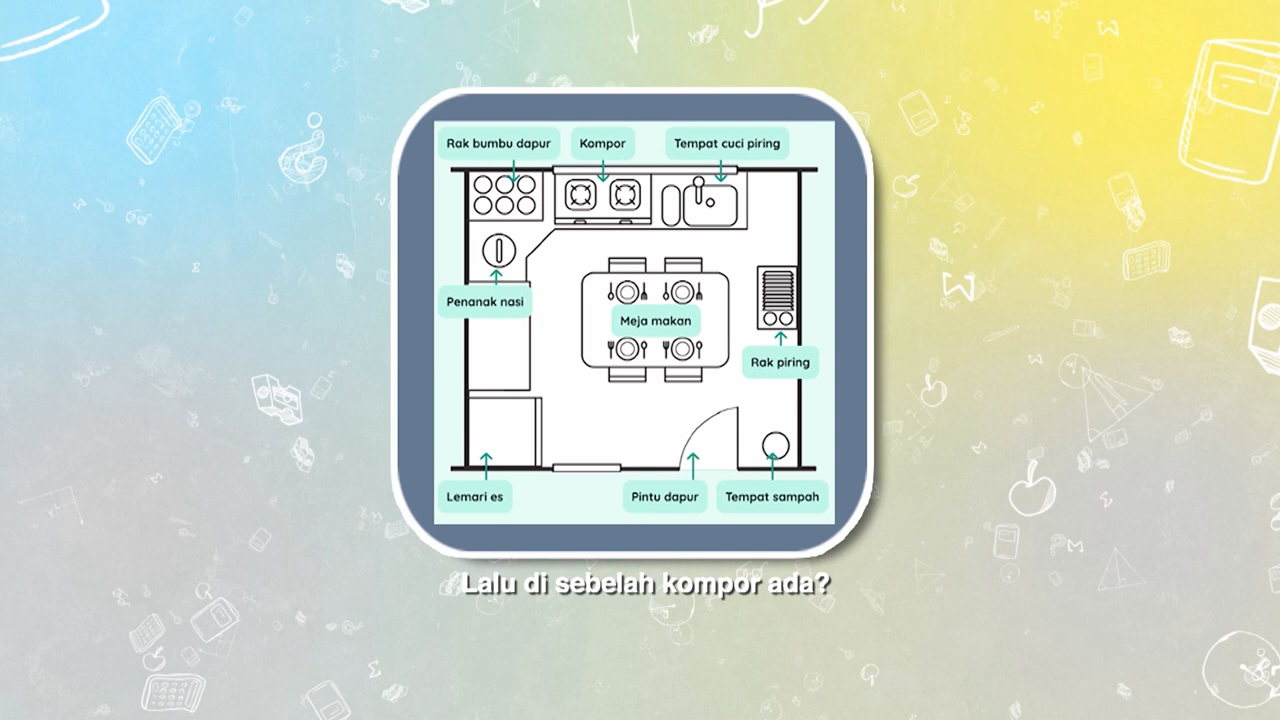 Rak bumbu dapur
Kompor
Tempat cuci piring
Penanak nasi
Meja makan
Rak piring
Lemari es
Pintu dapur
Tempat sampah
Lalu di sebelah kompor ada?